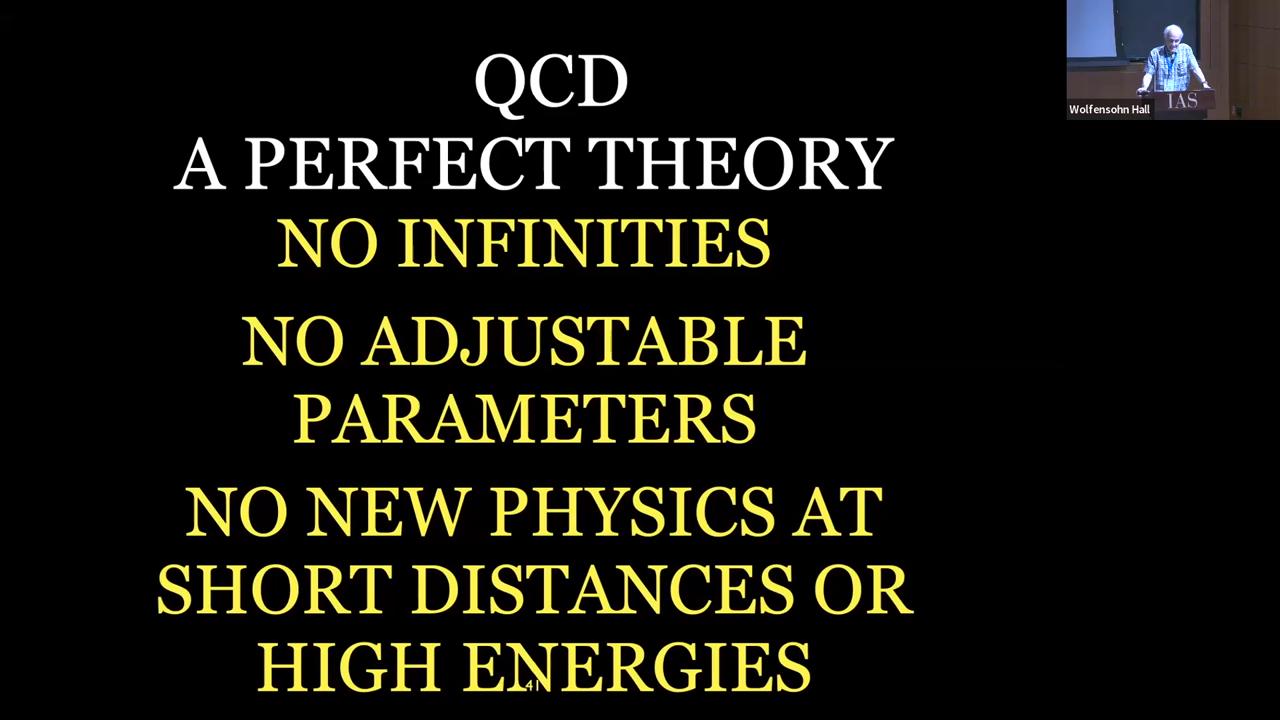 QCD
A PERFECT THEORY
NO INFINITIES
NO ADJUSTABLE
PARAMETERS
NO NEW PHYSICS AT
SHORT DISTANCES OR
HIGH ENERGIES
41
IAS
Wolfensohn Hall